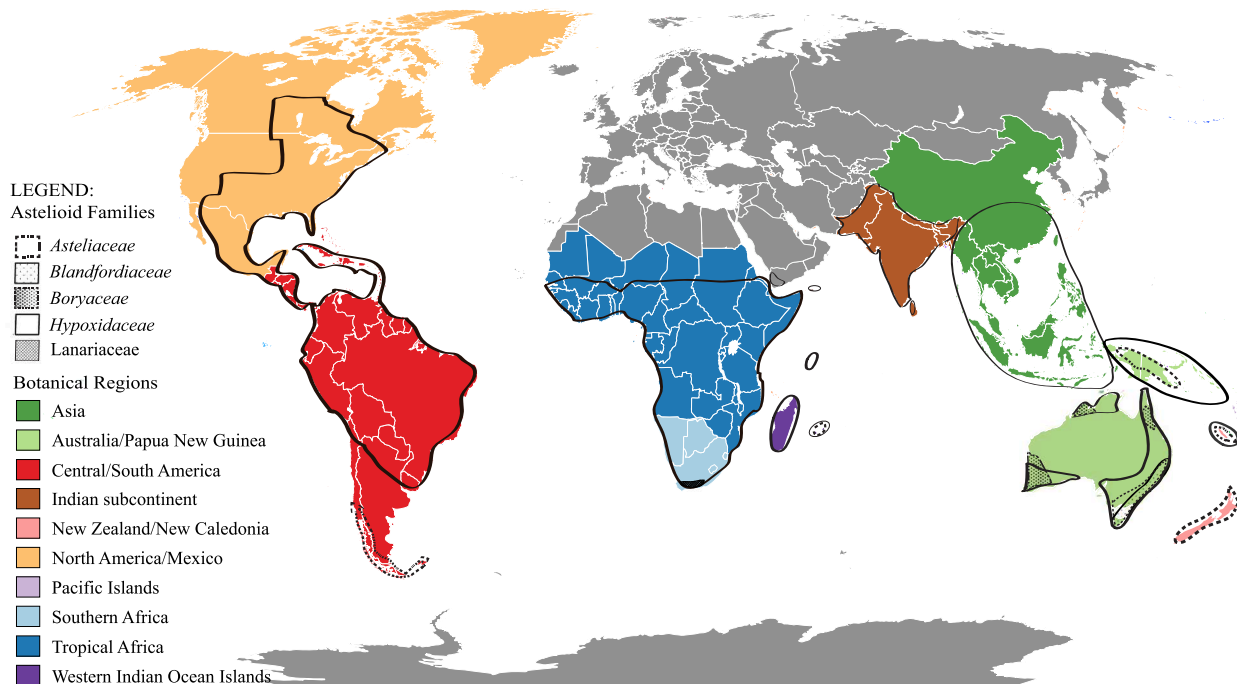 LEGEND:
Astelioid Families
Asteliaceae
Blandfordiaceae
Boryaceae
Hypoxidaceae
Lanariaceae
Botanical Regions
Asia
Australia/Papua New Guinea
Central/South America
Indian subcontinent
New Zealand/New Caledonia
North America/Mexico
Pacific Islands
Southern Africa
Tropical Africa
Western Indian Ocean Islands